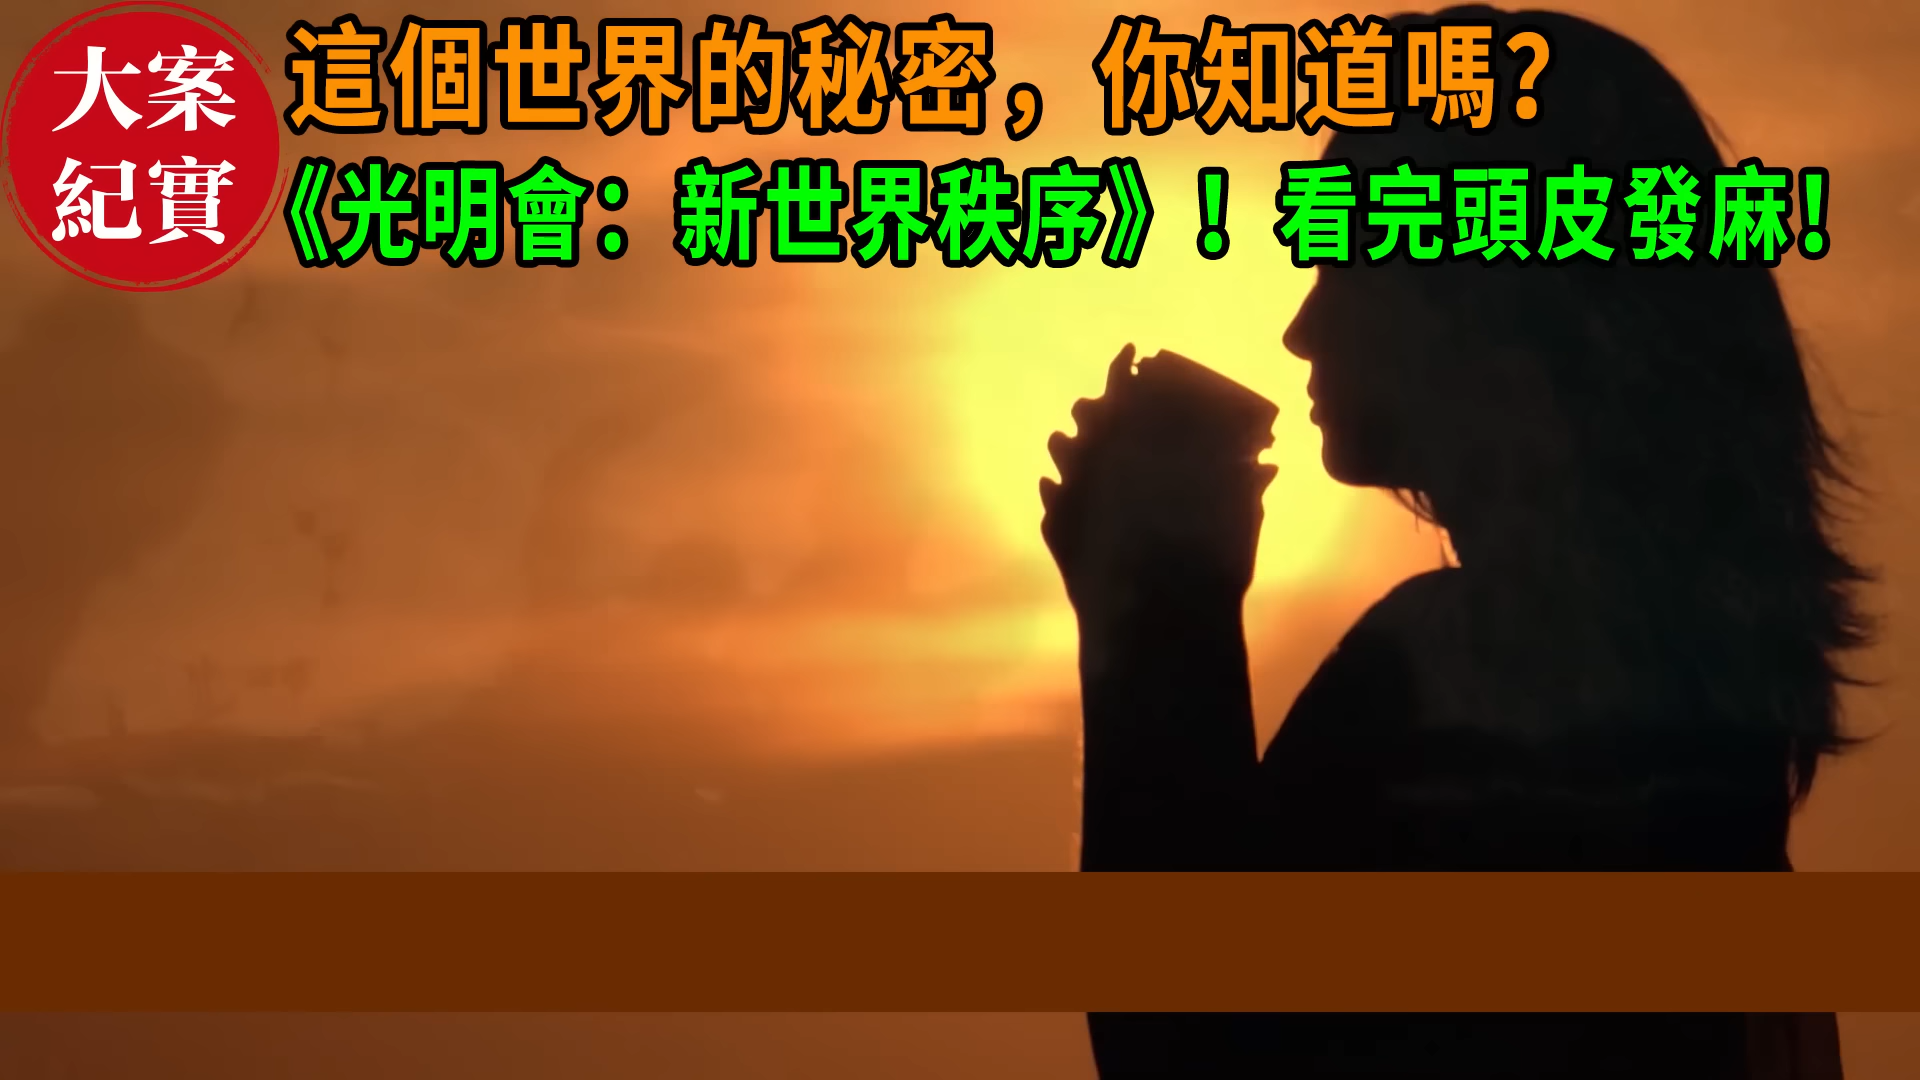 大案
紀實
這個世界的秘密，你知道嗎？
《光明會：新世界秩序》！看完頭皮發麻！